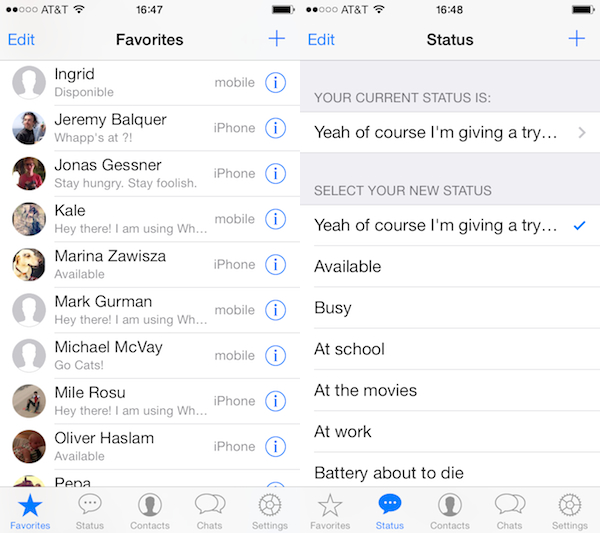 AT&T 16:47
Edit Favorites +
Ingrid
Disponible
mobile
Jeremy Balquer
Whapp's at ?!
iPhone
Jonas Gessner
Stay hungry. Stay foolish.
iPhone
Kale
Hey there! I am using Wh...
mobile
Marina Zawisza
Available
iPhone
Mark Gurman
Hey there! I am using Wh...
mobile
Michael McVay
Go Cats!
mobile
Mile Rosu
Hey there! I am using Wh...
iPhone
Oliver Haslam
Available
iPhone
Pepa
Favorites Status Contacts Chats Settings
AT&T 16:48
Edit Status +
YOUR CURRENT STATUS IS:
Yeah of course I'm giving a try...
SELECT YOUR NEW STATUS
Yeah of course I'm giving a try...
Available
Busy
At school
At the movies
At work
Battery about to die
Favorites Status Contacts Chats Settings